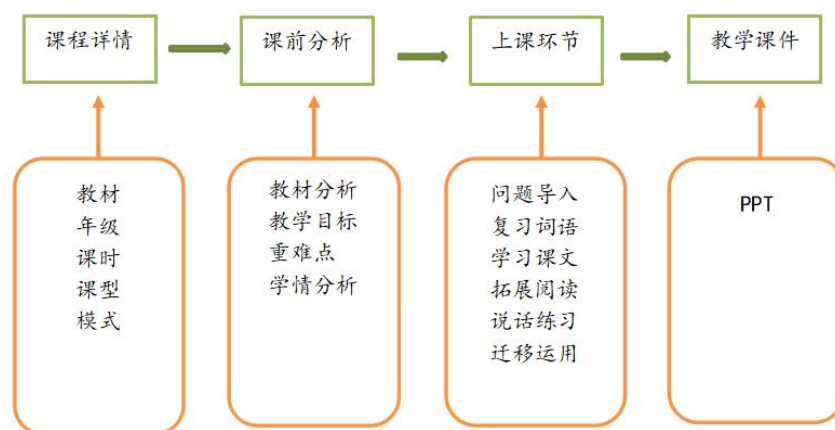 课程详情
课前分析
上课环节
教学课件
教材
年级
课时
课型
模式
教材分析
教学目标
重难点
学情分析
问题导入
复习词语
学习课文
拓展阅读
说话练习
迁移运用
PPT